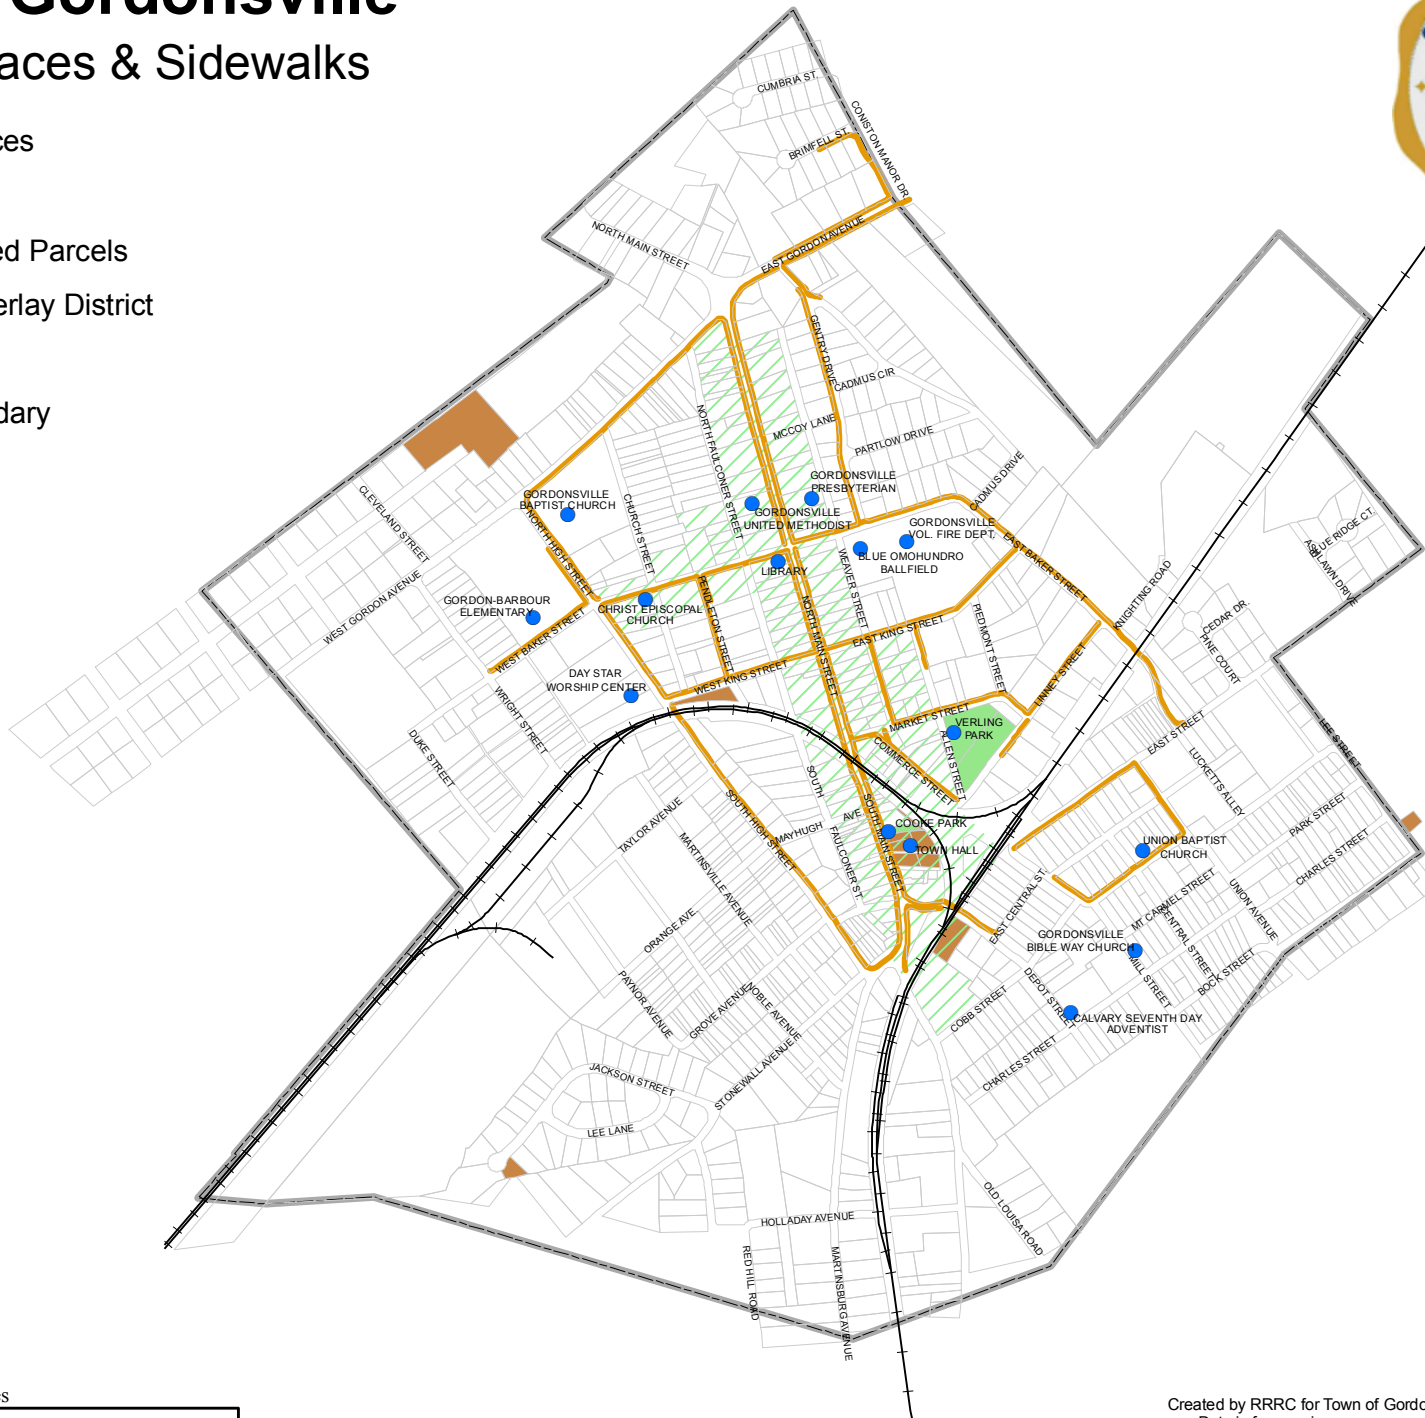 Gordonsville
aces & Sidewalks
ces
ed Parcels
erlay District
dary
CUMBRIA ST.
CONISTON MANOR DR.
BRIMFELL ST.
NORTH MAIN STREET
EAST GORDON AVENUE
GENTRY DRIVE
CADMUS CIR
MCCOY LANE
PARTLOW DRIVE
NORTH FAULCONER STREET
CADMUS DRIVE
GORDONSVILLE
PRESBYTERIAN
GORDONSVILLE
BAPTIST CHURCH
CLEVELAND STREET
CHURCH STREET
GORDONSVILLE
UNITED METHODIST
GORDONSVILLE
VOL. FIRE DEPT.
NORTH HIGH STREET
BLUE OMOHUNDRO
BALLFIELD
EAST BAKER STREET
BLUE RIDGE CT.
ASHLAWN DRIVE
LIBRARY
WEAVER STREET
KNIGHTING ROAD
WEST GORDON AVENUE
GORDON-BARBOUR
ELEMENTARY
CHRIST EPISCOPAL
CHURCH
PENDLETON STREET
NORTH MAIN STREET
EAST KING STREET
PIEDMONT STREET
CEDAR DR.
PINE COURT
WEST BAKER STREET
DAY STAR
WORSHIP CENTER
WEST KING STREET
LINNEY STREET
WRIGHT STREET
DUKE STREET
MARKET STREET
VERLING
PARK
ALLEN STREET
EAST STREET
LEE STREET
COMMERCE STREET
LUCKETTS ALLEY
SOUTH
FAULCONER ST.
SOUTH HIGH STREET
SOUTH MAIN STREET
TAYLOR AVENUE
MAYHUGH AVE
COOKE PARK
TOWN HALL
PARK STREET
CHARLES STREET
UNION BAPTIST
CHURCH
MARTINSVILLE AVENUE
EAST CENTRAL ST.
MT CARMEL STREET
UNION AVENUE
ORANGE AVE.
GORDONSVILLE
BIBLE WAY CHURCH
CENTRAL STREET
MILL STREET
BOCK STREET
PAYNOR AVENUE
GROVE AVENUE
NOBLE AVENUE
DEPOT STREET
COBB STREET
CALVARY SEVENTH DAY
ADVENTIST
CHARLES STREET
STONEWALL AVENUE
JACKSON STREET
LEE LANE
HOLLADAY AVENUE
OLD LOUISA ROAD
RED HILL ROAD
MARTINSBURG AVENUE
es
Created by RRRC for Town of Gordo